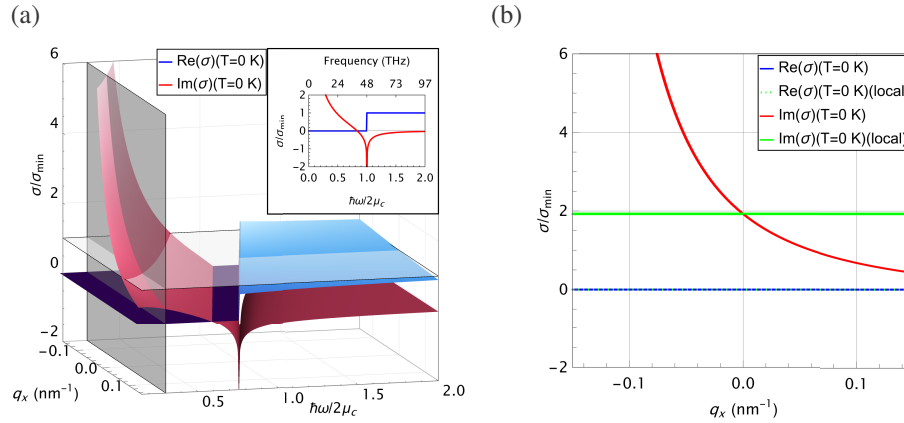 (a)
6
4
2
0
-2
σ/σmin
-0.1
0.0
0.1
qx (nm⁻¹)
0.5
1.0
1.5
2.0
ħω/2μc
Re(σ)(T=0 K)
Im(σ)(T=0 K)
Frequency (THz)
0 24 48 73 97
2
1
0
-1
-2
σ/σmin
0.0 0.5 1.0 1.5 2.0
ħω/2μc
(b)
6
4
2
0
-2
σ/σmin
-0.1 0.0 0.1
qx (nm⁻¹)
Re(σ)(T=0 K)
Re(σ)(T=0 K)(local)
Im(σ)(T=0 K)
Im(σ)(T=0 K)(local)